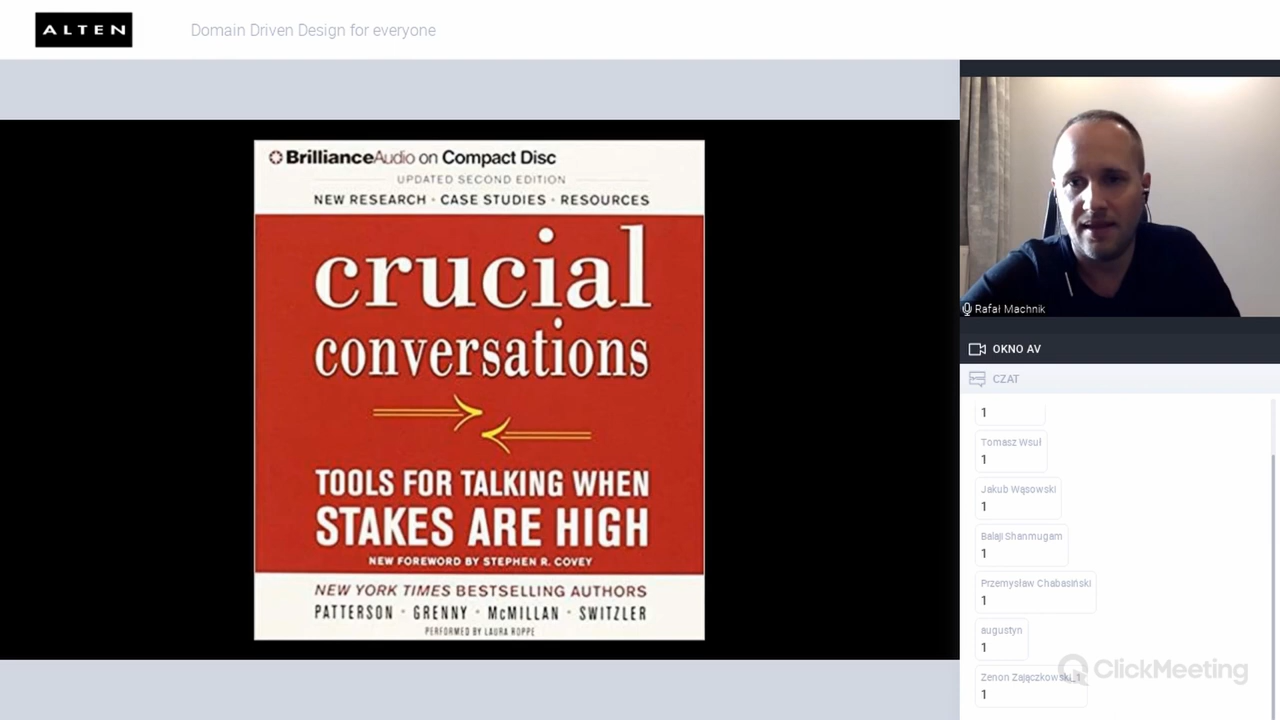 ALTEN
Domain Driven Design for everyone
BrillianceAudio on Compact Disc
UPDATED SECOND EDITION
NEW RESEARCH • CASE STUDIES • RESOURCES
crucial
conversations
TOOLS FOR TALKING WHEN
STAKES ARE HIGH
NEW FOREWORD BY STEPHEN R. COVEY
NEW YORK TIMES BESTSELLING AUTHORS
PATTERSON • GRENNY • McMILLAN • SWITZLER
PERFORMED BY LAURA ROPPE
Rafał Machnik
OKNO AV
CZAT
1
Tomasz Wsuł
1
Jakub Wąsowski
1
Balaji Shanmugam
1
Przemysław Chabasiński
1
augustyn
1
Zenon Zajączkowski_1
1
ClickMeeting